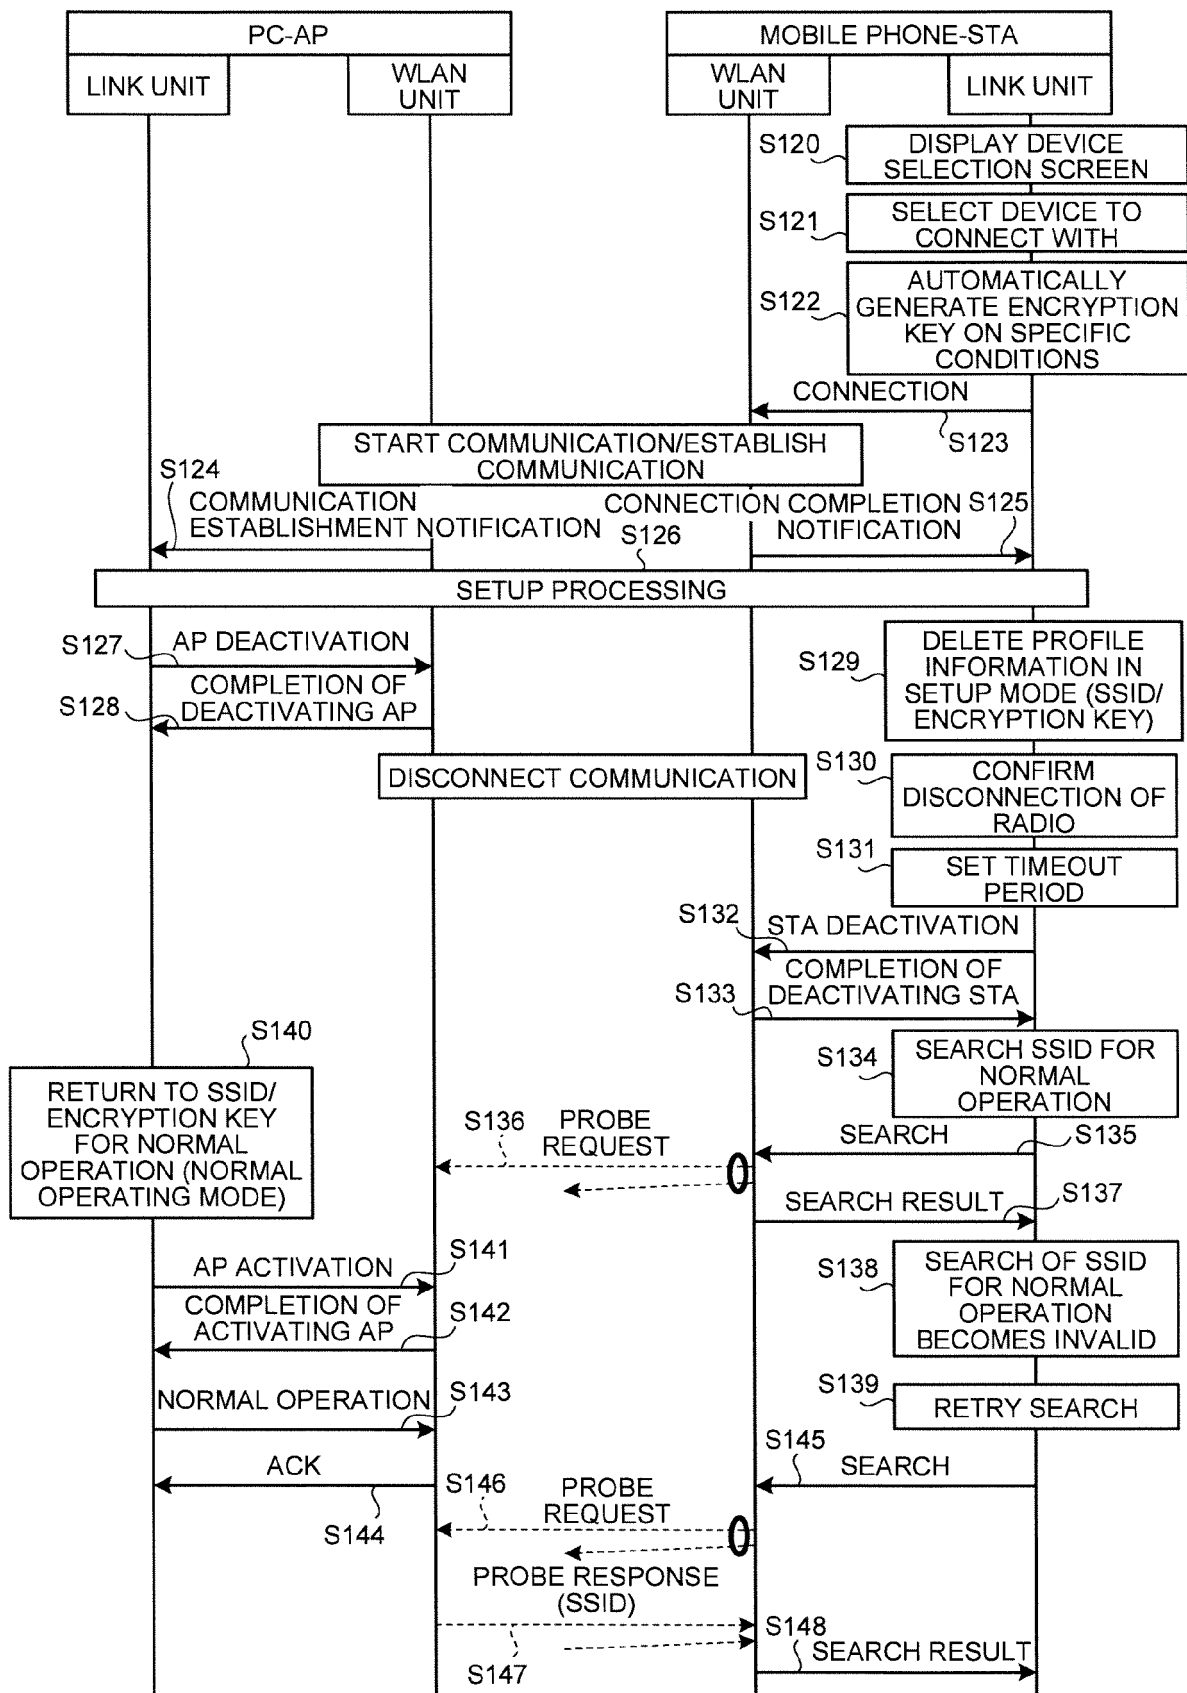 PC-AP
MOBILE PHONE-STA
LINK UNIT
WLAN
UNIT
WLAN
UNIT
LINK UNIT
S120
DISPLAY DEVICE
SELECTION SCREEN
S121
SELECT DEVICE TO
CONNECT WITH
S122
AUTOMATICALLY
GENERATE ENCRYPTION
KEY ON SPECIFIC
CONDITIONS
CONNECTION
S123
START COMMUNICATION/ESTABLISH
COMMUNICATION
S124
COMMUNICATION
ESTABLISHMENT NOTIFICATION
CONNECTION COMPLETION
NOTIFICATION
S125
S126
SETUP PROCESSING
S127
AP DEACTIVATION
S128
COMPLETION OF
DEACTIVATING AP
S129
DELETE PROFILE
INFORMATION IN
SETUP MODE (SSID/
ENCRYPTION KEY)
DISCONNECT COMMUNICATION
S130
CONFIRM
DISCONNECTION OF
RADIO
S131
SET TIMEOUT
PERIOD
S132
STA DEACTIVATION
S133
COMPLETION OF
DEACTIVATING STA
S134
SEARCH SSID FOR
NORMAL
OPERATION
S140
RETURN TO SSID/
ENCRYPTION KEY
FOR NORMAL
OPERATION (NORMAL
OPERATING MODE)
S136
PROBE
REQUEST
SEARCH
S135
SEARCH RESULT
S137
S138
SEARCH OF SSID
FOR NORMAL
OPERATION
BECOMES INVALID
AP ACTIVATION
S141
COMPLETION OF
ACTIVATING AP
S142
S139
RETRY SEARCH
NORMAL OPERATION
S143
ACK
S144
S145
SEARCH
S146
PROBE
REQUEST
PROBE RESPONSE
(SSID)
S147
S148
SEARCH RESULT